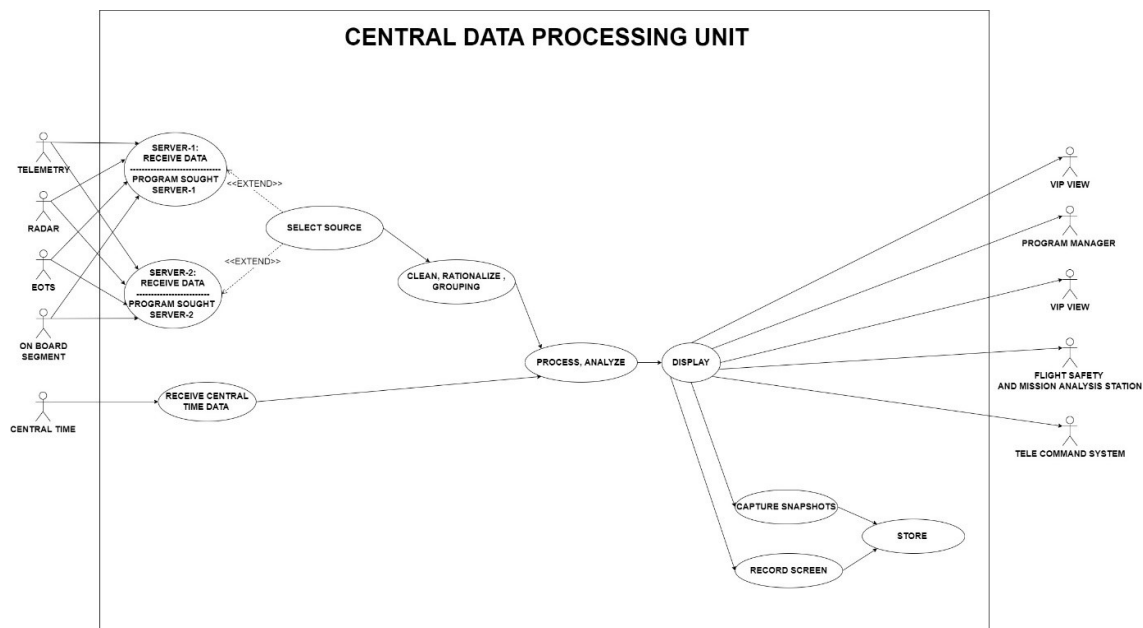 CENTRAL DATA PROCESSING UNIT
TELEMETRY
RADAR
EOTS
ON BOARD
SEGMENT
CENTRAL TIME
SERVER-1:
RECEIVE DATA
PROGRAM SOUGHT
SERVER-1
<<EXTEND>>
SELECT SOURCE
<<EXTEND>>
SERVER-2:
RECEIVE DATA
PROGRAM SOUGHT
SERVER-2
CLEAN, RATIONALIZE ,
GROUPING
RECEIVE CENTRAL
TIME DATA
PROCESS, ANALYZE
DISPLAY
CAPTURE SNAPSHOTS
RECORD SCREEN
STORE
VIP VIEW
PROGRAM MANAGER
VIP VIEW
FLIGHT SAFETY
AND MISSION ANALYSIS STATION
TELE COMMAND SYSTEM